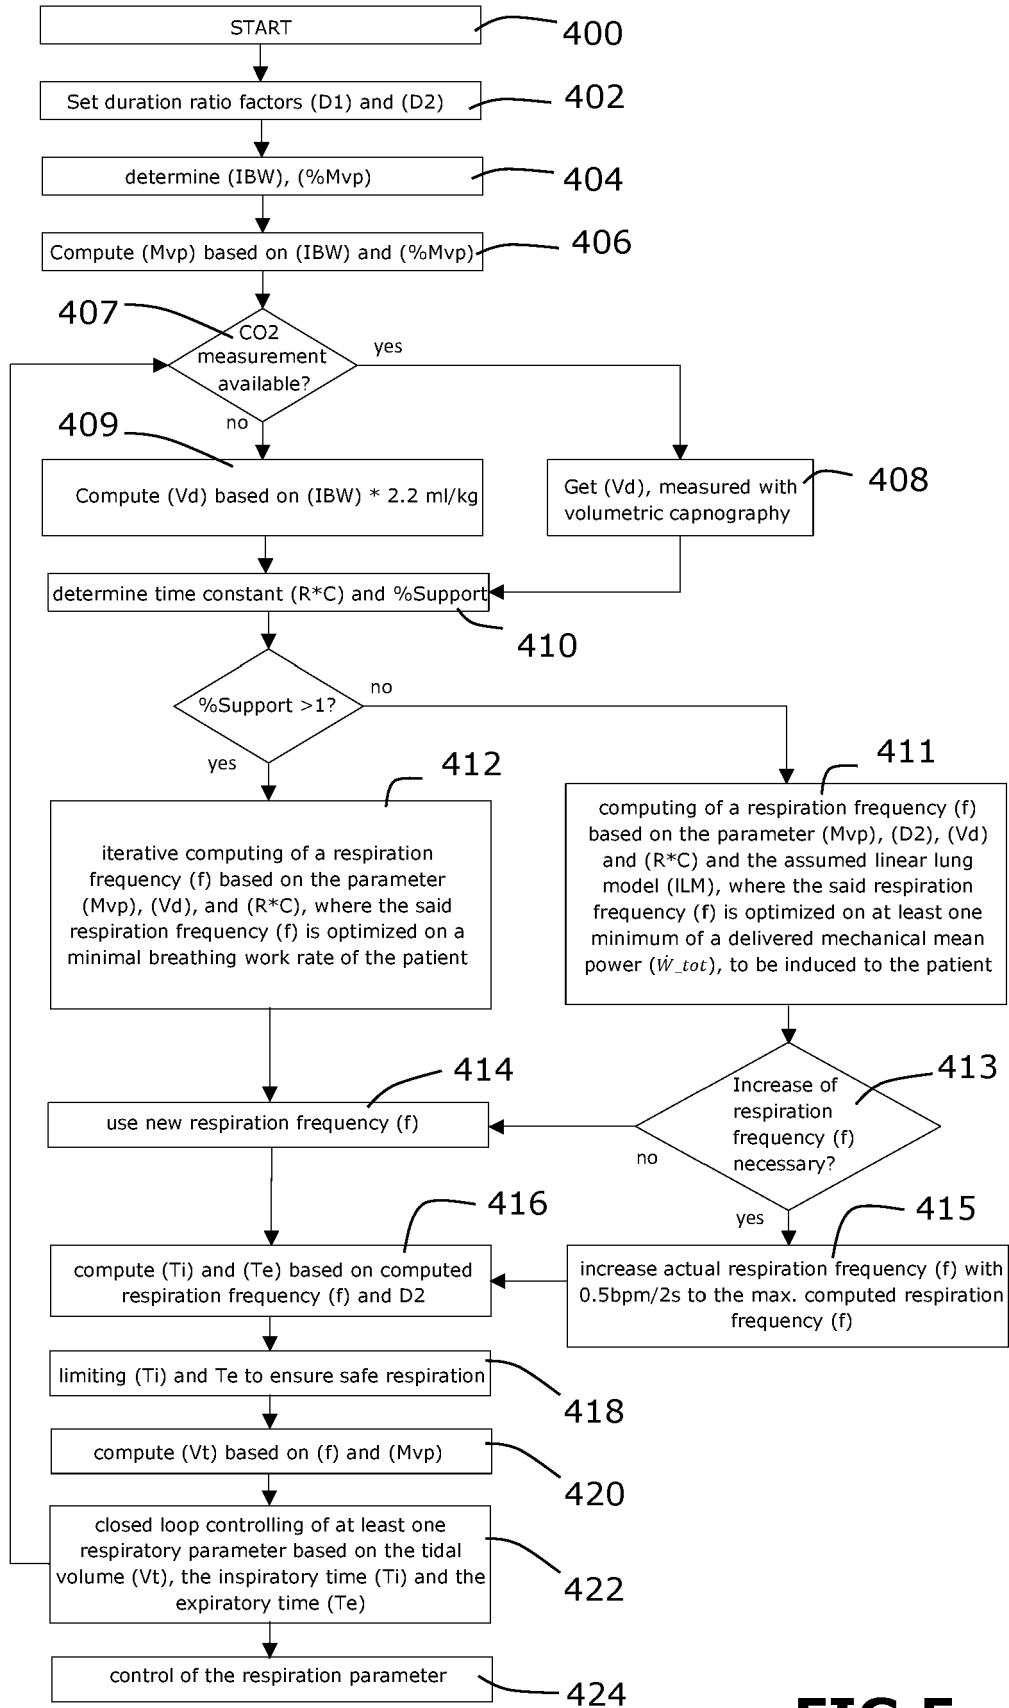 START
400
Set duration ratio factors (D1) and (D2)
402
determine (IBW), (%Mvp)
404
Compute (Mvp) based on (IBW) and (%Mvp)
406
407
CO2
measurement
available?
yes
no
409
Compute (Vd) based on (IBW) * 2.2 ml/kg
Get (Vd), measured with
volumetric capnography
408
determine time constant (R*C) and %Support
410
%Support >1?
no
yes
412
iterative computing of a respiration
frequency (f) based on the parameter
(Mvp), (Vd), and (R*C), where the said
respiration frequency (f) is optimized on a
minimal breathing work rate of the patient
411
computing of a respiration frequency (f)
based on the parameter (Mvp), (D2), (Vd)
and (R*C) and the assumed linear lung
model (ILM), where the said respiration
frequency (f) is optimized on at least one
minimum of a delivered mechanical mean
power (Ẇ_tot), to be induced to the patient
413
Increase of
respiration
frequency (f)
necessary?
no
yes
414
use new respiration frequency (f)
416
compute (Ti) and (Te) based on computed
respiration frequency (f) and D2
415
increase actual respiration frequency (f) with
0.5bpm/2s to the max. computed respiration
frequency (f)
limiting (Ti) and Te to ensure safe respiration
418
compute (Vt) based on (f) and (Mvp)
420
closed loop controlling of at least one
respiratory parameter based on the tidal
volume (Vt), the inspiratory time (Ti) and the
expiratory time (Te)
422
control of the respiration parameter
424
FIG 5